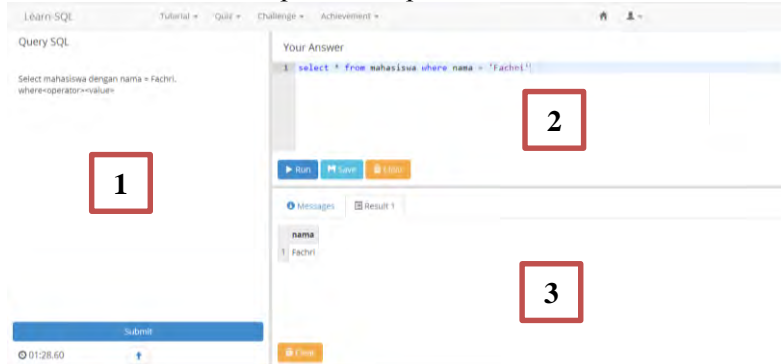 Learn-SQL Tutorial Quiz Challenge Achievement
Query SQL
Select mahasiswa dengan nama = Fachri.
where<operator><value>
1
Submit
01:28.60
Your Answer
1 select * from mahasiswa where nama = 'Fachri'
2
Run Save Clear
Messages Result 1
nama
1 Fachri
3
Clear